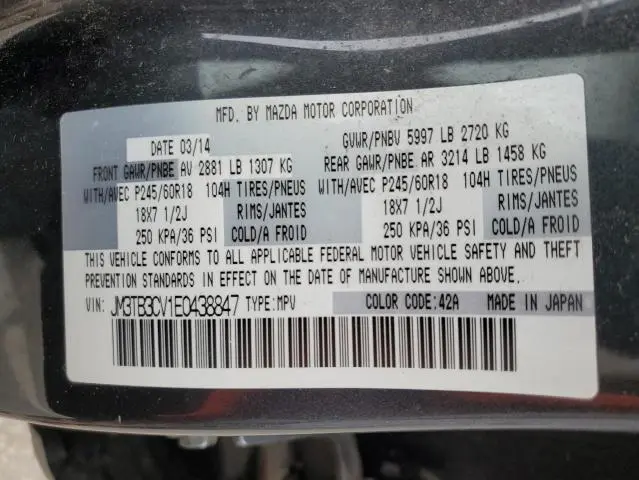 MFD. BY MAZDA MOTOR CORPORATION
DATE 03/14 GVWR/PNBV 5997 LB 2720 KG
FRONT GAWR/PNBE AV 2881 LB 1307 KG REAR GAWR/PNBE AR 3214 LB 1458 KG
WITH/AVEC P245/60R18 104H TIRES/PNEUS WITH/AVEC P245/60R18 104H TIRES/PNEUS
18X7 1/2J RIMS/JANTES 18X7 1/2J RIMS/JANTES
250 KPA/36 PSI COLD/A FROID 250 KPA/36 PSI COLD/A FROID
THIS VEHICLE CONFORMS TO ALL APPLICABLE FEDERAL MOTOR VEHICLE SAFETY AND THEFT
PREVENTION STANDARDS IN EFFECT ON THE DATE OF MANUFACTURE SHOWN ABOVE.
VIN: JM3TB3CV1E0438847 TYPE:MPV COLOR CODE:42A MADE IN JAPAN